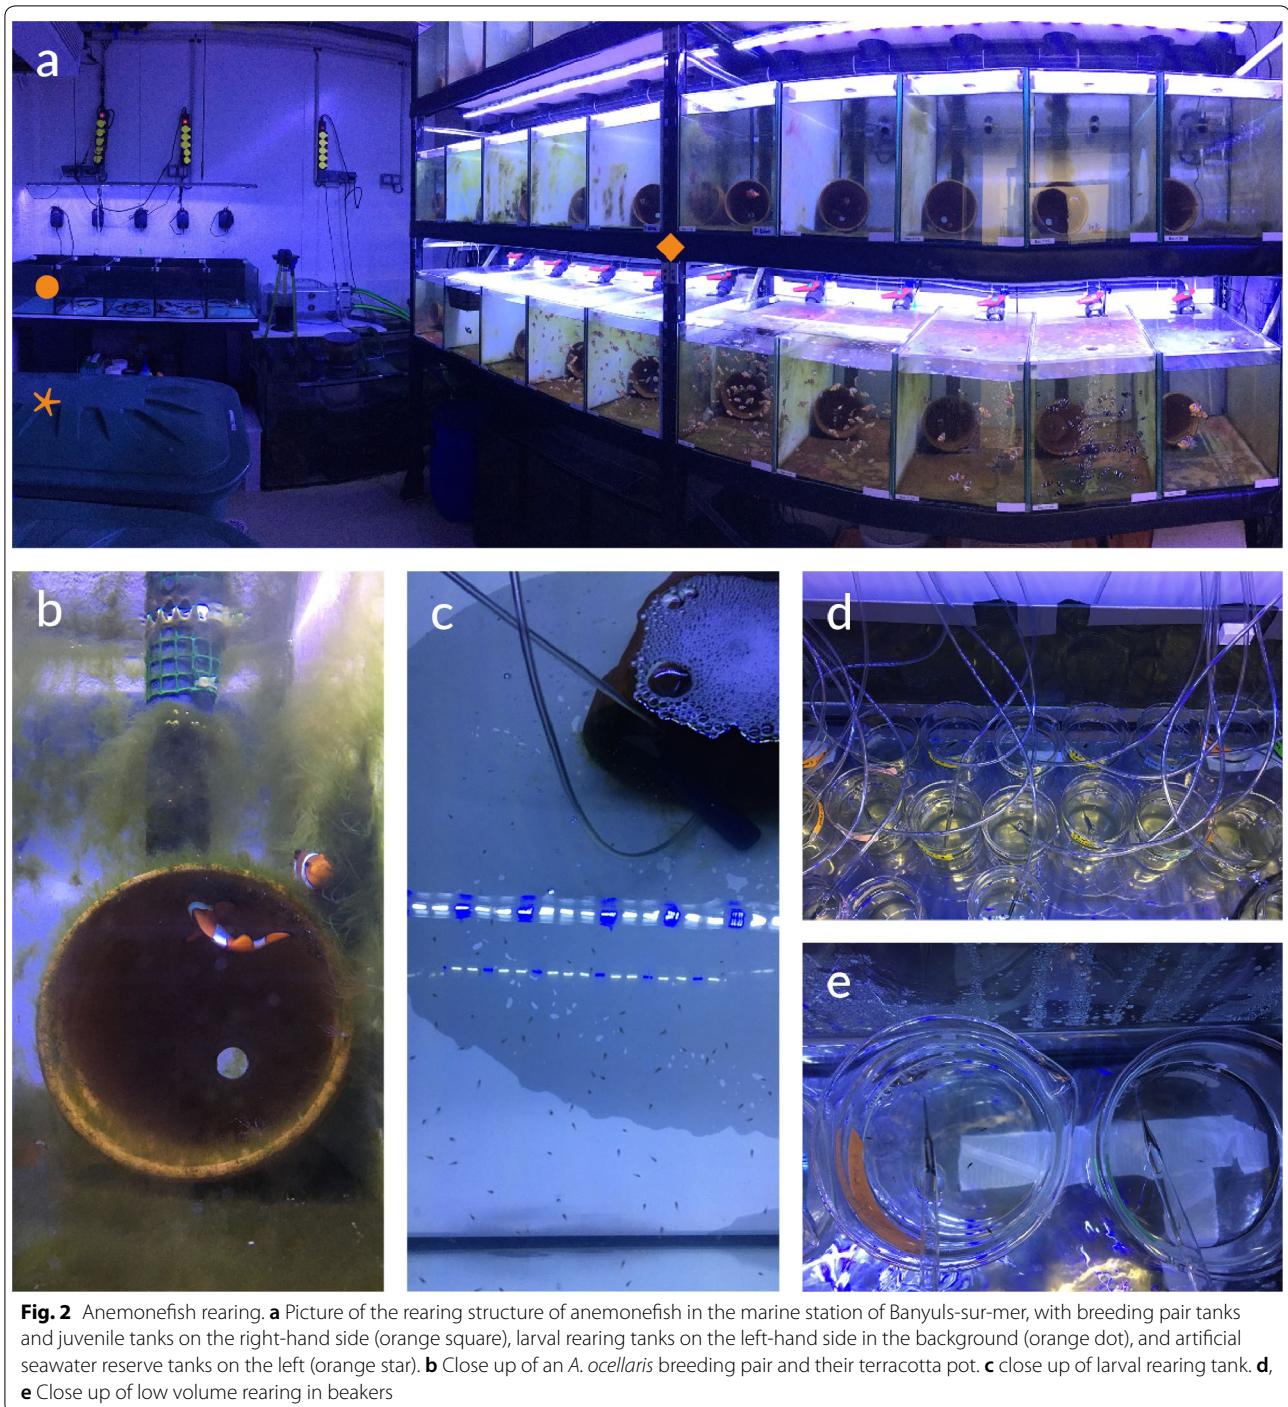 a
b
c
d
e
Fig. 2 Anemonefish rearing. a Picture of the rearing structure of anemonefish in the marine station of Banyuls-sur-mer, with breeding pair tanks
and juvenile tanks on the right-hand side (orange square), larval rearing tanks on the left-hand side in the background (orange dot), and artificial
seawater reserve tanks on the left (orange star). b Close up of an A. ocellaris breeding pair and their terracotta pot. c close up of larval rearing tank. d,
e Close up of low volume rearing in beakers